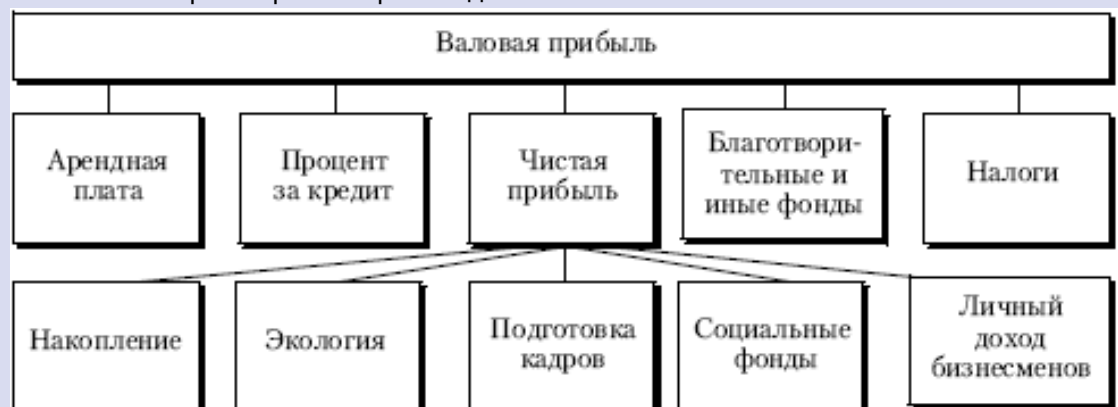 Валовая прибыль
Арендная
плата
Процент
за кредит
Чистая
прибыль
Благотвори-
тельные и
иные фонды
Налоги
Накопление
Экология
Подготовка
кадров
Социальные
фонды
Личный
доход
бизнесменов